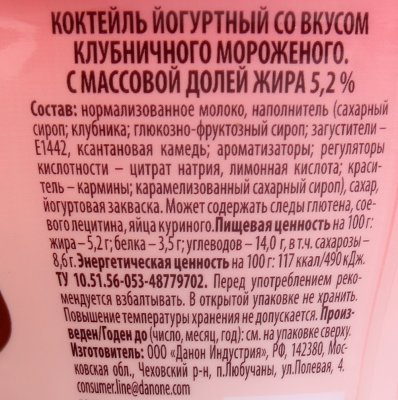 КОКТЕЙЛЬ ЙОГУРТНЫЙ СО ВКУСОМ
КЛУБНИЧНОГО МОРОЖЕНОГО.
С МАССОВОЙ ДОЛЕЙ ЖИРА 5,2 %
Состав: нормализованное молоко, наполнитель (сахарный
сироп; клубника; глюкозно-фруктозный сироп; загустители –
Е1442, ксантановая камедь; ароматизаторы; регуляторы
кислотности – цитрат натрия, лимонная кислота; краси-
тель – кармины; карамелизованный сахарный сироп), сахар,
йогуртовая закваска. Может содержать следы глютена, сое-
вого лецитина, яйца куриного. Пищевая ценность на 100 г:
жира – 5,2 г; белка – 3,5 г; углеводов – 14,0 г, в т.ч. сахарозы –
8,6 г. Энергетическая ценность на 100 г: 117 ккал/490 кДж.
ТУ 10.51.56-053-48779702. Перед употреблением реко-
мендуется взбалтывать. В открытой упаковке не хранить.
Повышение температуры хранения не допускается. Произ-
веден/Годен до (число, месяц, год): см. на упаковке сверху.
Изготовитель: ООО «Данон Индустрия», РФ, 142380, Мос-
ковская обл., Чеховский р-н, п.Любучаны, ул.Полевая, 4.
consumer.line@danone.com